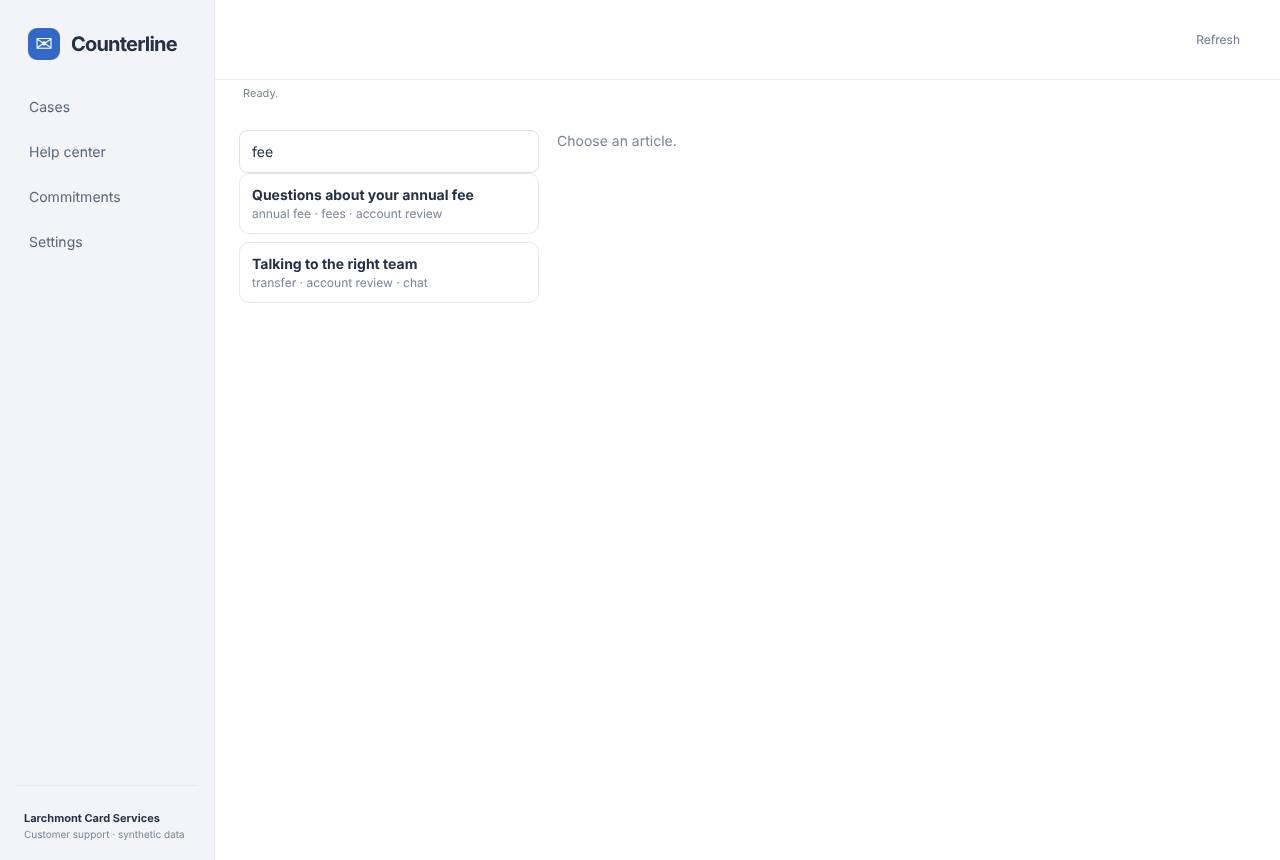 Counterline
Cases
Help center
Commitments
Settings
Larchmont Card Services
Customer support · synthetic data
Refresh
Ready.
fee
Questions about your annual fee
annual fee · fees · account review
Talking to the right team
transfer · account review · chat
Choose an article.